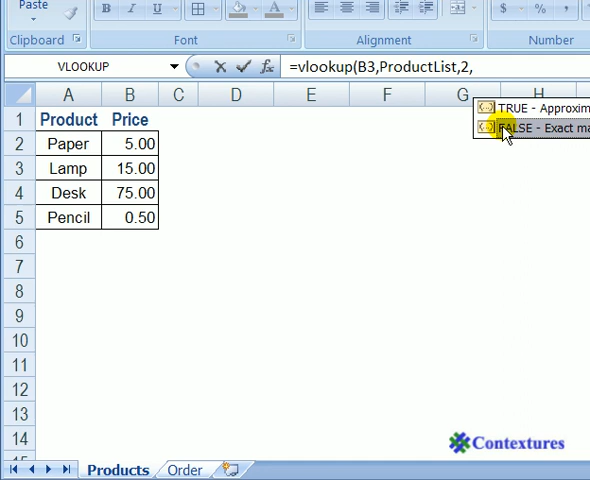 Paste
B I U A
$ % ,
Clipboard Font Alignment Number
VLOOKUP fx =vlookup(B3,ProductList,2,
A B C D E F G H
TRUE - Approxim
FALSE - Exact ma
1 Product Price
2 Paper 5.00
3 Lamp 15.00
4 Desk 75.00
5 Pencil 0.50
6
7
8
9
10
11
12
13
14
15
Contextures
Products Order